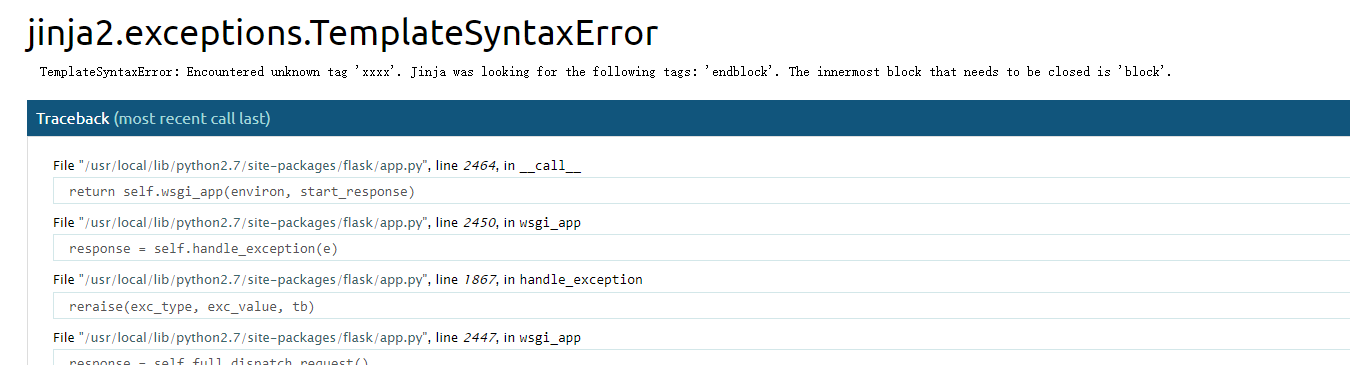 jinja2.exceptions.TemplateSyntaxError
TemplateSyntaxError: Encountered unknown tag 'xxxx'. Jinja was looking for the following tags: 'endblock'. The innermost block that needs to be closed is 'block'.
Traceback (most recent call last)
File "/usr/local/lib/python2.7/site-packages/flask/app.py", line 2464, in __call__
return self.wsgi_app(environ, start_response)
File "/usr/local/lib/python2.7/site-packages/flask/app.py", line 2450, in wsgi_app
response = self.handle_exception(e)
File "/usr/local/lib/python2.7/site-packages/flask/app.py", line 1867, in handle_exception
reraise(exc_type, exc_value, tb)
File "/usr/local/lib/python2.7/site-packages/flask/app.py", line 2447, in wsgi_app
response = self.full_dispatch_request()